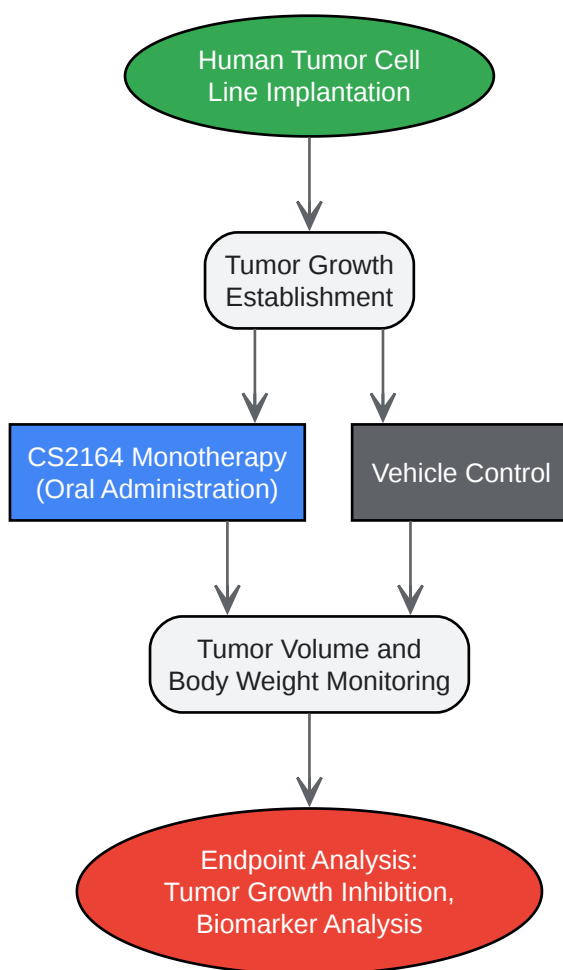 Human Tumor Cell
Line Implantation
Tumor Growth
Establishment
CS2164 Monotherapy
(Oral Administration)
Vehicle Control
Tumor Volume and
Body Weight Monitoring
Endpoint Analysis:
Tumor Growth Inhibition,
Biomarker Analysis